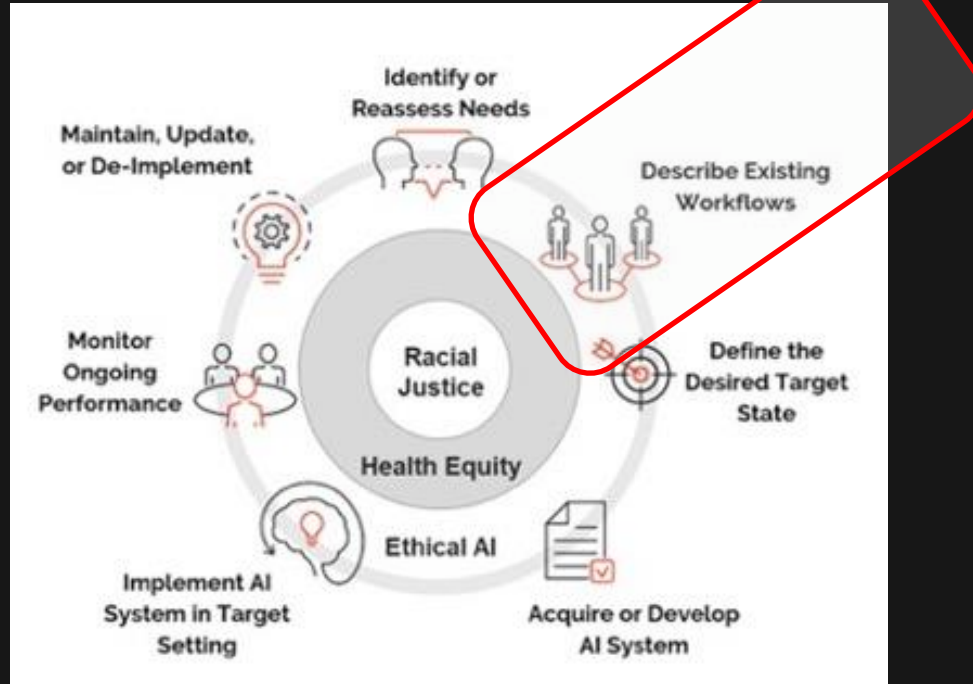 Identify or
Reassess Needs
Maintain, Update,
or De-Implement
Describe Existing
Workflows
Monitor
Ongoing
Performance
Racial
Justice
Define the
Desired Target
State
Health Equity
Ethical AI
Implement AI
System in Target
Setting
Acquire or Develop
AI System